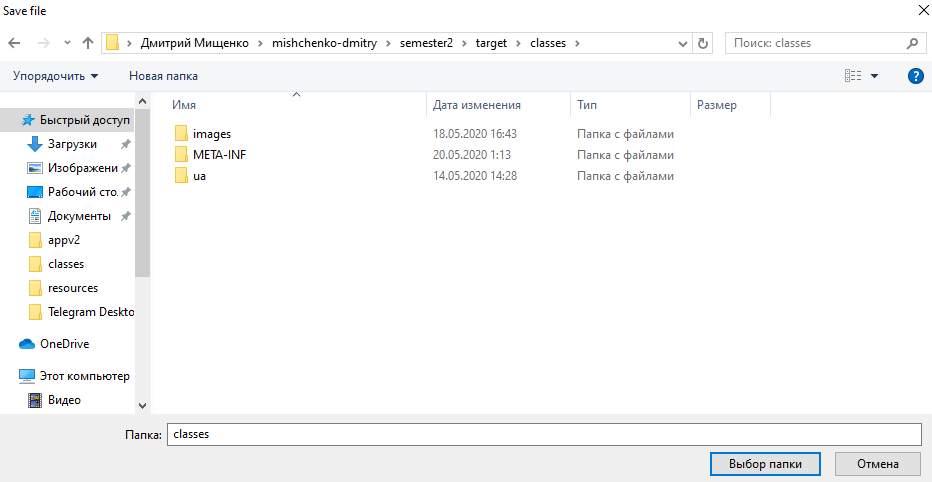 Save file
Дмитрий Мищенко › mishchenko-dmitry › semester2 › target › classes ›
Поиск: classes
Упорядочить
Новая папка
?
Быстрый доступ
Загрузки
Изображени
Рабочий сто.
Документы
appv2
classes
resources
Telegram Deskto
OneDrive
Этот компьютер
Видео
Имя Дата изменения Тип Размер
images 18.05.2020 16:43 Папка с файлами
META-INF 20.05.2020 1:13 Папка с файлами
ua 14.05.2020 14:28 Папка с файлами
Папка: classes
Выбор папки Отмена